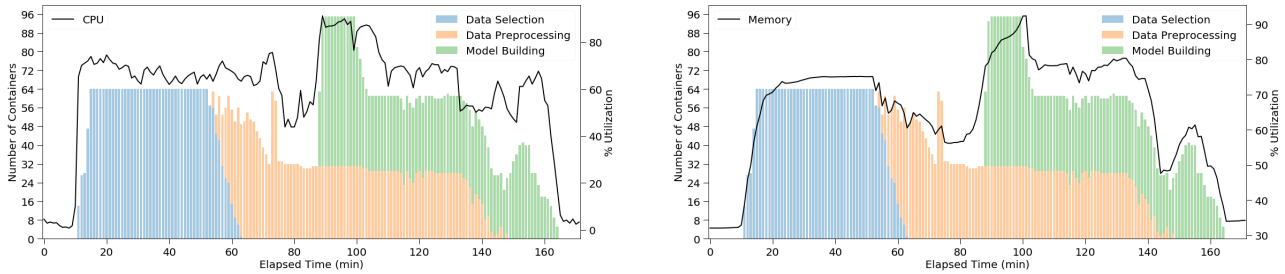 CPU
Data Selection
Data Preprocessing
Model Building
Number of Containers
96
88
80
72
64
56
48
40
32
24
16
8
0
80
60
40
20
0
% Utilization
0 20 40 60 80 100 120 140 160
Elapsed Time (min)
Memory
Data Selection
Data Preprocessing
Model Building
Number of Containers
96
88
80
72
64
56
48
40
32
24
16
8
0
90
80
70
60
50
40
30
% Utilization
0 20 40 60 80 100 120 140 160
Elapsed Time (min)